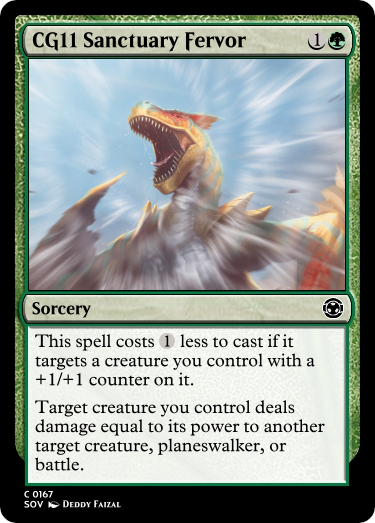 CG11 Sanctuary Fervor 1
Sorcery
This spell costs 1 less to cast if it
targets a creature you control with a
+1/+1 counter on it.
Target creature you control deals
damage equal to its power to another
target creature, planeswalker, or
battle.
C 0167
SOV DEDDY FAIZAL